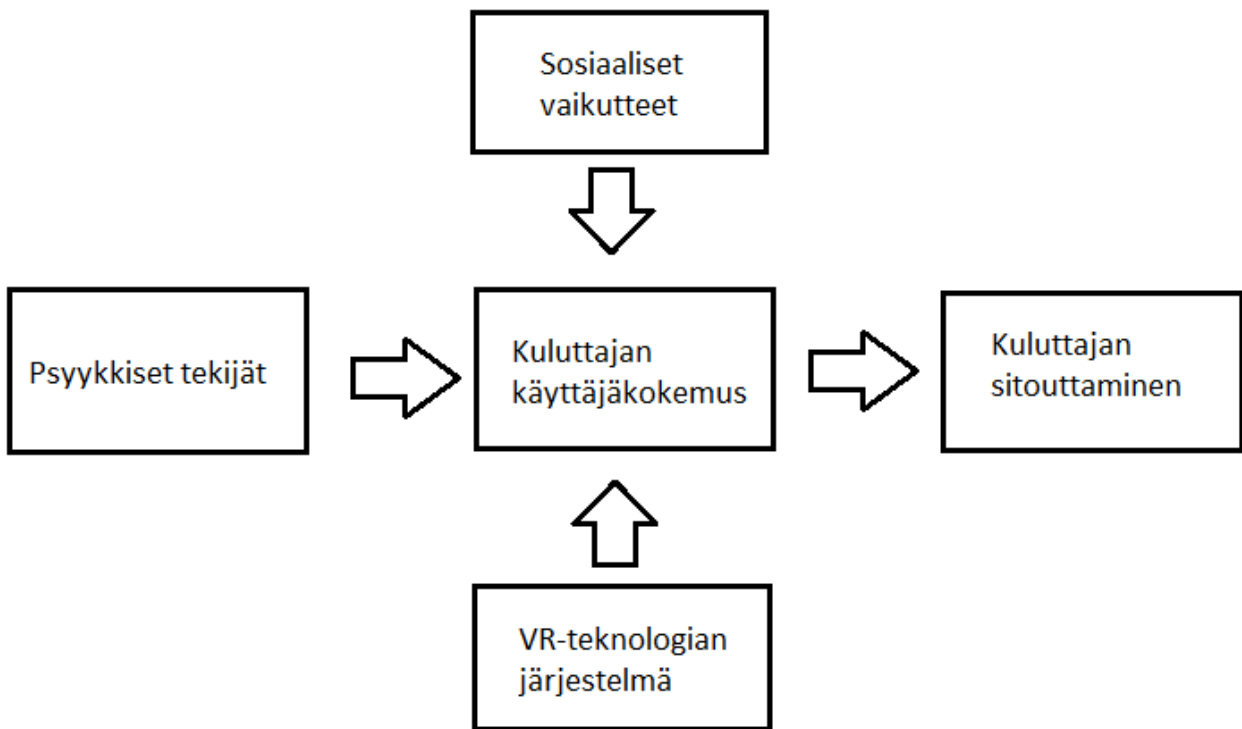 Sosiaaliset
vaikutteet
Psyykkiset tekijät
Kuluttajan
käyttäjäkokemus
Kuluttajan
sitouttaminen
VR-teknologian
järjestelmä